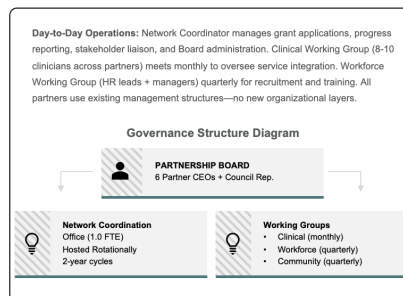 Day-to-Day Operations: Network Coordinator manages grant applications, progress
reporting, stakeholder liaison, and Board administration. Clinical Working Group (8-10
clinicians across partners) meets monthly to oversee service integration. Workforce
Working Group (HR leads + managers) quarterly for recruitment and training. All
partners use existing management structures—no new organizational layers.
Governance Structure Diagram
PARTNERSHIP BOARD
6 Partner CEOs + Council Rep.
Network Coordination
Office (1.0 FTE)
Hosted Rotationally
2-year cycles
Working Groups
• Clinical (monthly)
• Workforce (quarterly)
• Community (quarterly)